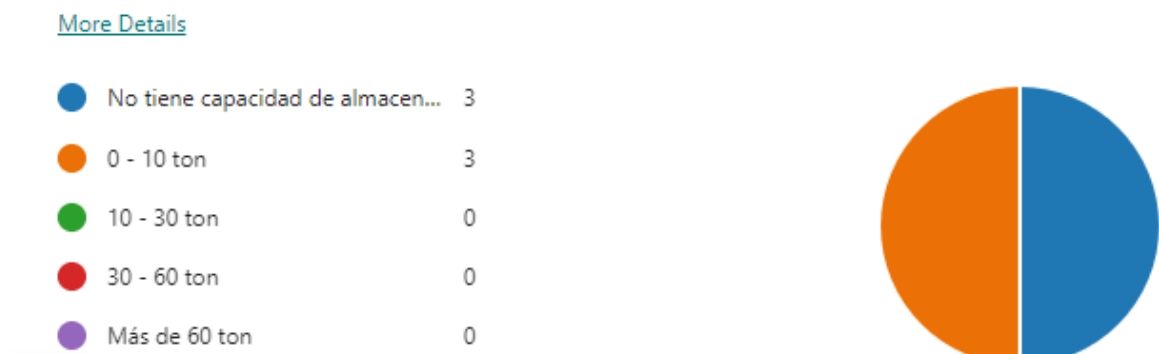 More Details
No tiene capacidad de almacen... 3
0 - 10 ton 3
10 - 30 ton 0
30 - 60 ton 0
Más de 60 ton 0